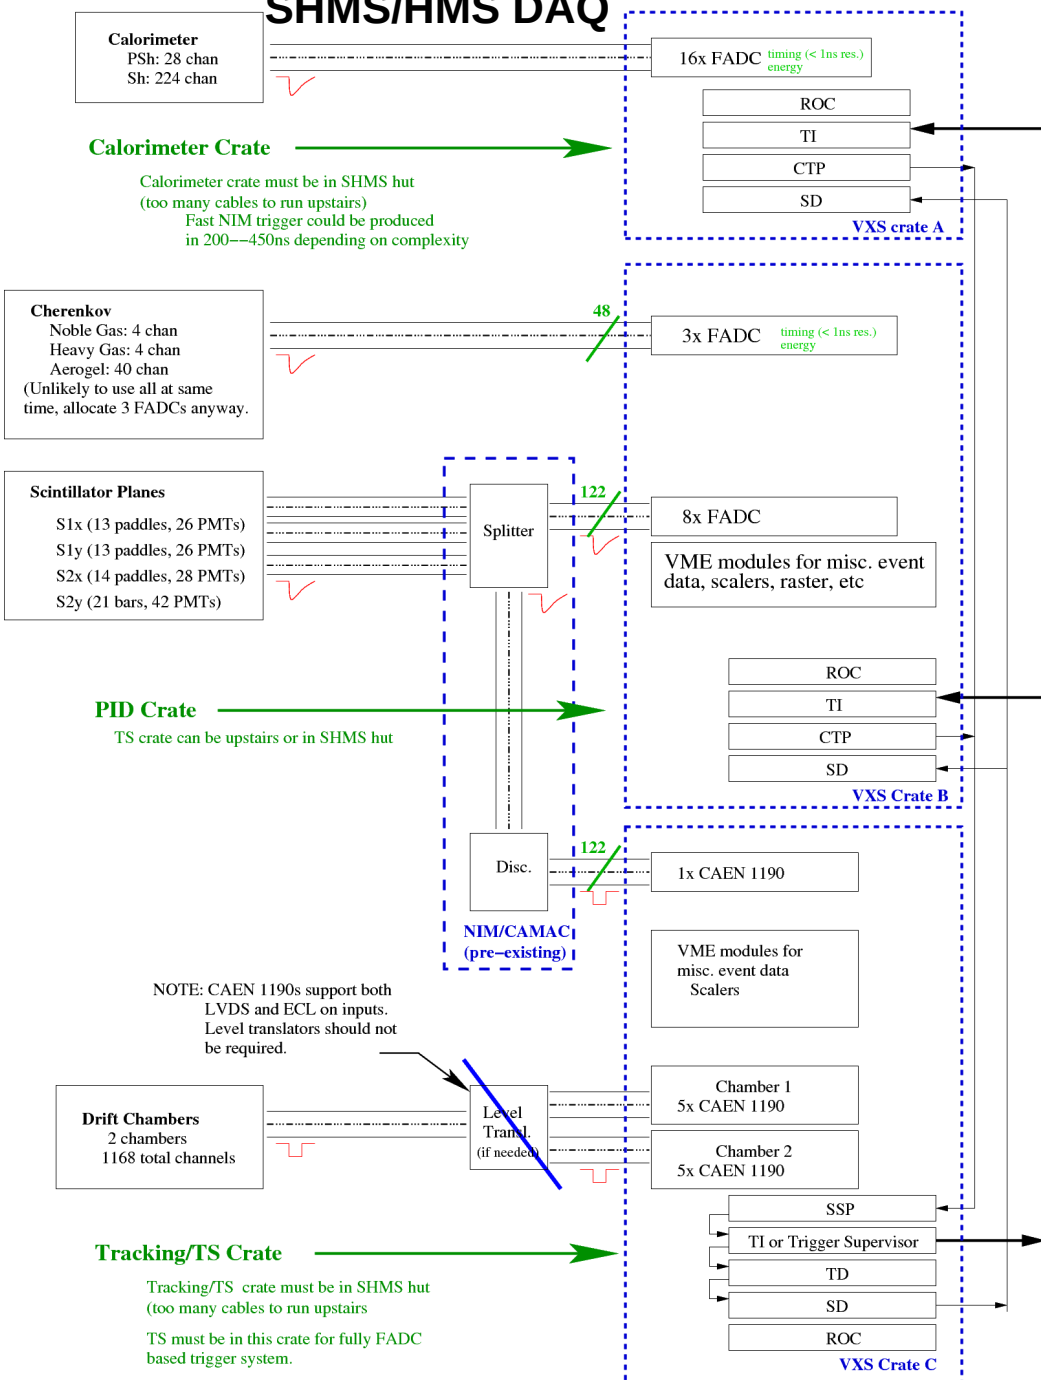 SHMS/HMS DAQ
Calorimeter
PSh: 28 chan
Sh: 224 chan
16x FADC
timing (< 1ns res.)
energy
ROC
TI
CTP
SD
VXS crate A
Calorimeter Crate
Calorimeter crate must be in SHMS hut
(too many cables to run upstairs)
Fast NIM trigger could be produced
in 200−−450ns depending on complexity
Cherenkov
Noble Gas: 4 chan
Heavy Gas: 4 chan
Aerogel: 40 chan
(Unlikely to use all at same
time, allocate 3 FADCs anyway.
48
3x FADC
timing (< 1ns res.)
energy
Scintillator Planes
S1x (13 paddles, 26 PMTs)
S1y (13 paddles, 26 PMTs)
S2x (14 paddles, 28 PMTs)
S2y (21 bars, 42 PMTs)
Splitter
122
8x FADC
VME modules for misc. event
data, scalers, raster, etc
ROC
TI
CTP
SD
VXS Crate B
PID Crate
TS crate can be upstairs or in SHMS hut
Disc.
122
1x CAEN 1190
NIM/CAMAC
(pre−existing)
VME modules for
misc. event data
Scalers
NOTE: CAEN 1190s support both
LVDS and ECL on inputs.
Level translators should not
be required.
Drift Chambers
2 chambers
1168 total channels
Level
Transl.
(if needed)
Chamber 1
5x CAEN 1190
Chamber 2
5x CAEN 1190
SSP
TI or Trigger Supervisor
TD
SD
ROC
VXS Crate C
Tracking/TS Crate
Tracking/TS crate must be in SHMS hut
(too many cables to run upstairs
TS must be in this crate for fully FADC
based trigger system.